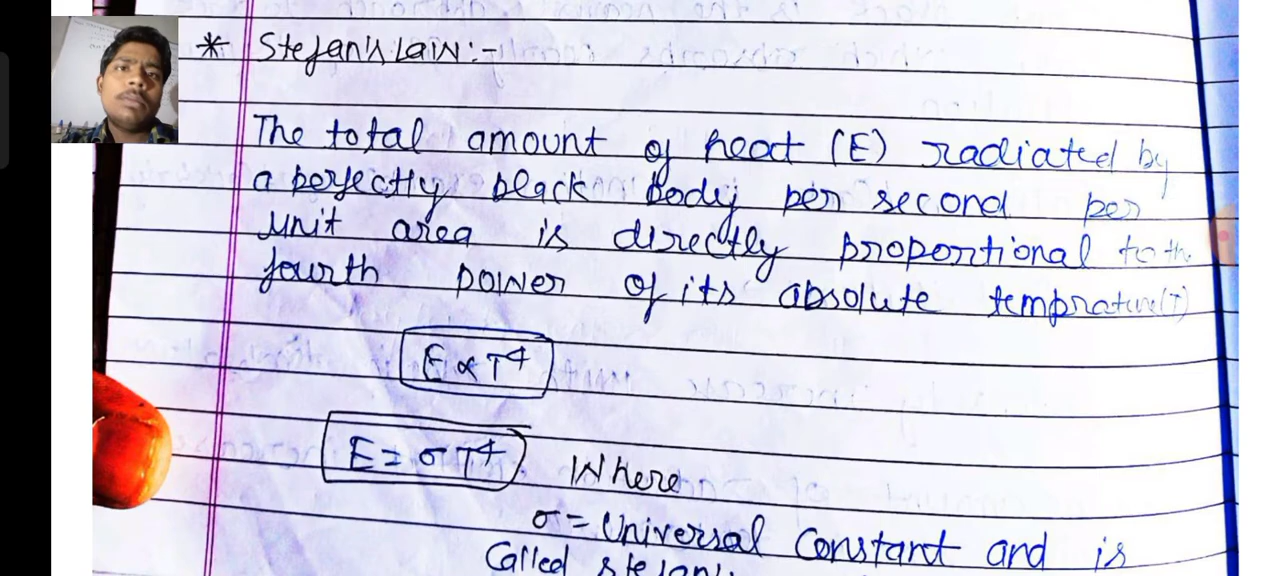 * Stefan's Law :-
The total amount of heat (E) radiated by
a perfectly black body per second per
unit area is directly proportional to the
fourth power of its absolute temprature (T)
E ∝ T⁴
E = σT⁴ Where
σ = Universal Constant and is
Called